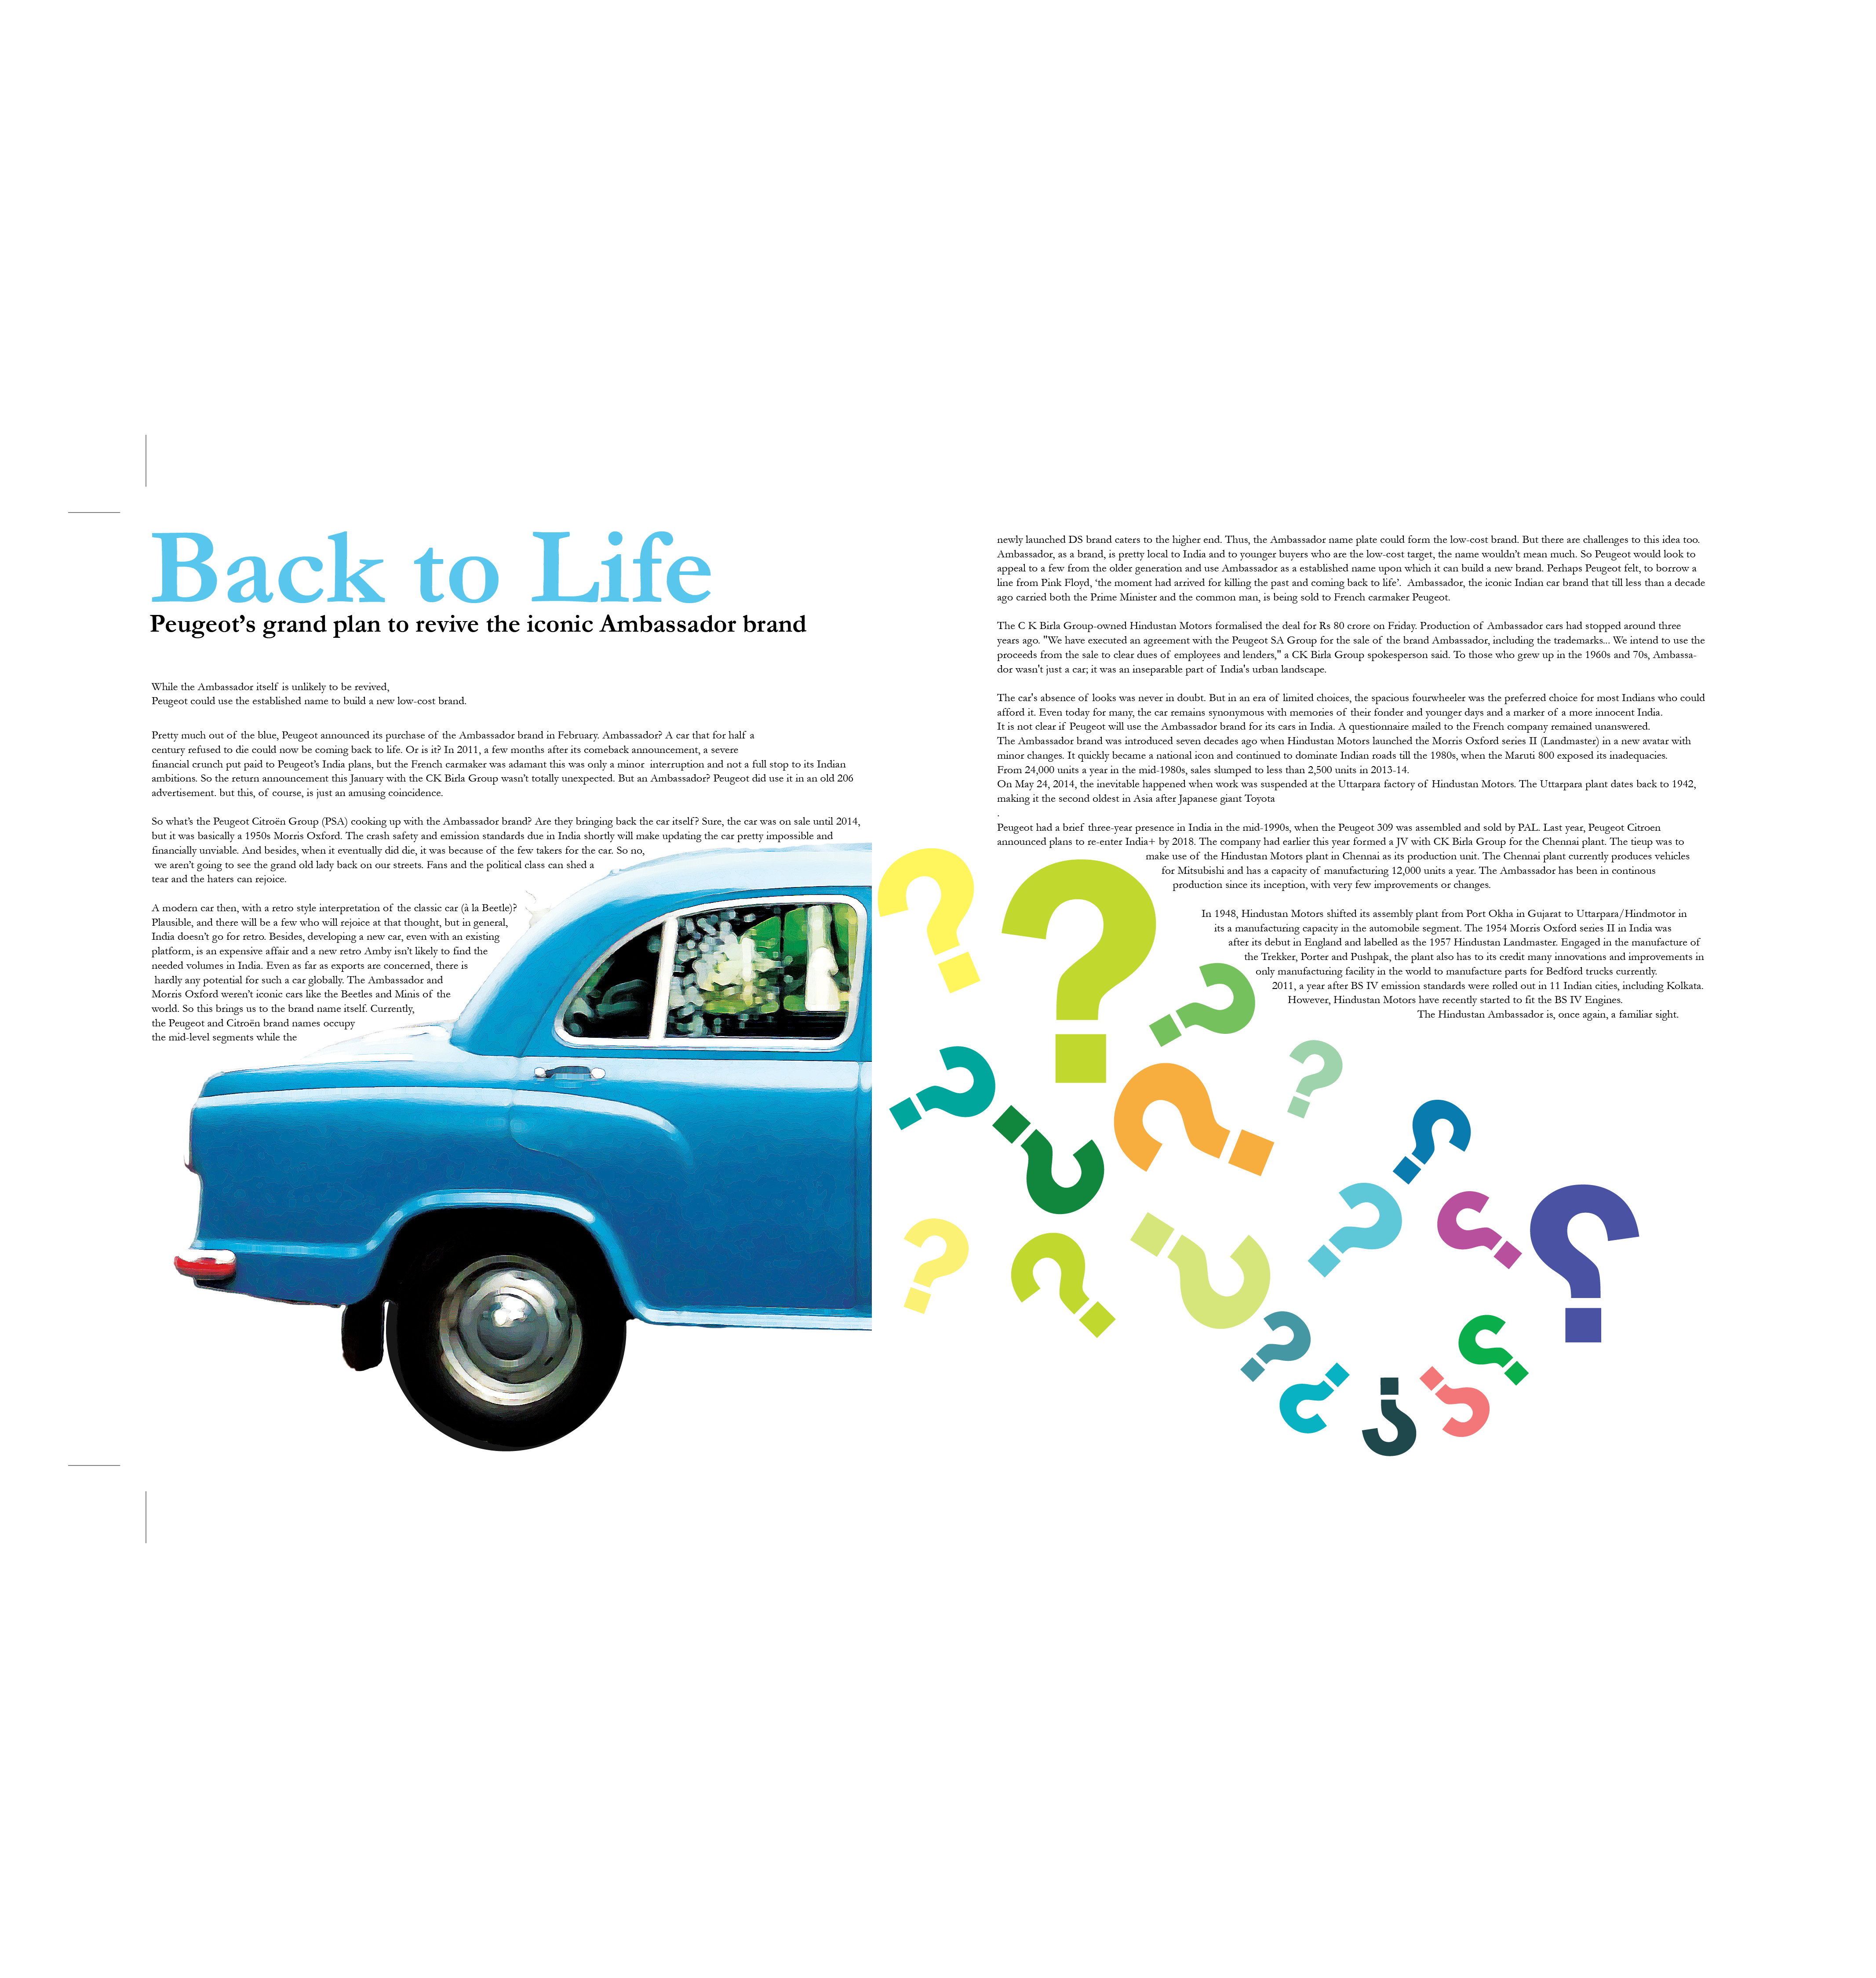 Back to Life
Peugeot's grand plan to revive the iconic Ambassador brand
While the Ambassador itself is unlikely to be revived,
Peugeot could use the established name to build a new low-cost brand.
Pretty much out of the blue, Peugeot announced its purchase of the Ambassador brand in February. Ambassador? A car that for half a
century refused to die could now be coming back to life. Or is it? In 2011, a few months after its comeback announcement, a severe
financial crunch put paid to Peugeot's India plans, but the French carmaker was adamant this was only a minor interruption and not a full stop to its Indian
ambitions. So the return announcement this January with the CK Birla Group wasn't totally unexpected. But an Ambassador? Peugeot did use it in an old 206
advertisement. but this, of course, is just an amusing coincidence.
So what's the Peugeot Citroën Group (PSA) cooking up with the Ambassador brand? Are they bringing back the car itself? Sure, the car was on sale until 2014,
but it was basically a 1950s Morris Oxford. The crash safety and emission standards due in India shortly will make updating the car pretty impossible and
financially unviable. And besides, when it eventually did die, it was because of the few takers for the car. So no,
we aren't going to see the grand old lady back on our streets. Fans and the political class can shed a
tear and the haters can rejoice.
A modern car then, with a retro style interpretation of the classic car (à la Beetle)?
Plausible, and there will be a few who will rejoice at that thought, but in general,
India doesn't go for retro. Besides, developing a new car, even with an existing
platform, is an expensive affair and a new retro Amby isn't likely to find the
needed volumes in India. Even as far as exports are concerned, there is
hardly any potential for such a car globally. The Ambassador and
Morris Oxford weren't iconic cars like the Beetles and Minis of the
world. So this brings us to the brand name itself. Currently,
the Peugeot and Citroën brand names occupy
the mid-level segments while the
newly launched DS brand caters to the higher end. Thus, the Ambassador name plate could form the low-cost brand. But there are challenges to this idea too.
Ambassador, as a brand, is pretty local to India and to younger buyers who are the low-cost target, the name wouldn't mean much. So Peugeot would look to
appeal to a few from the older generation and use Ambassador as a established name upon which it can build a new brand. Perhaps Peugeot felt, to borrow a
line from Pink Floyd, 'the moment had arrived for killing the past and coming back to life'. Ambassador, the iconic Indian car brand that till less than a decade
ago carried both the Prime Minister and the common man, is being sold to French carmaker Peugeot.
The C K Birla Group-owned Hindustan Motors formalised the deal for Rs 80 crore on Friday. Production of Ambassador cars had stopped around three
years ago. "We have executed an agreement with the Peugeot SA Group for the sale of the brand Ambassador, including the trademarks... We intend to use the
proceeds from the sale to clear dues of employees and lenders," a CK Birla Group spokesperson said. To those who grew up in the 1960s and 70s, Ambassa-
dor wasn't just a car; it was an inseparable part of India's urban landscape.
The car's absence of looks was never in doubt. But in an era of limited choices, the spacious fourwheeler was the preferred choice for most Indians who could
afford it. Even today for many, the car remains synonymous with memories of their fonder and younger days and a marker of a more innocent India.
It is not clear if Peugeot will use the Ambassador brand for its cars in India. A questionnaire mailed to the French company remained unanswered.
The Ambassador brand was introduced seven decades ago when Hindustan Motors launched the Morris Oxford series II (Landmaster) in a new avatar with
minor changes. It quickly became a national icon and continued to dominate Indian roads till the 1980s, when the Maruti 800 exposed its inadequacies.
From 24,000 units a year in the mid-1980s, sales slumped to less than 2,500 units in 2013-14.
On May 24, 2014, the inevitable happened when work was suspended at the Uttarpara factory of Hindustan Motors. The Uttarpara plant dates back to 1942,
making it the second oldest in Asia after Japanese giant Toyota
.
Peugeot had a brief three-year presence in India in the mid-1990s, when the Peugeot 309 was assembled and sold by PAL. Last year, Peugeot Citroen
announced plans to re-enter India+ by 2018. The company had earlier this year formed a JV with CK Birla Group for the Chennai plant. The tieup was to
make use of the Hindustan Motors plant in Chennai as its production unit. The Chennai plant currently produces vehicles
for Mitsubishi and has a capacity of manufacturing 12,000 units a year. The Ambassador has been in continous
production since its inception, with very few improvements or changes.
In 1948, Hindustan Motors shifted its assembly plant from Port Okha in Gujarat to Uttarpara/Hindmotor in
its a manufacturing capacity in the automobile segment. The 1954 Morris Oxford series II in India was
after its debut in England and labelled as the 1957 Hindustan Landmaster. Engaged in the manufacture of
the Trekker, Porter and Pushpak, the plant also has to its credit many innovations and improvements in
only manufacturing facility in the world to manufacture parts for Bedford trucks currently.
2011, a year after BS IV emission standards were rolled out in 11 Indian cities, including Kolkata.
However, Hindustan Motors have recently started to fit the BS IV Engines.
The Hindustan Ambassador is, once again, a familiar sight.